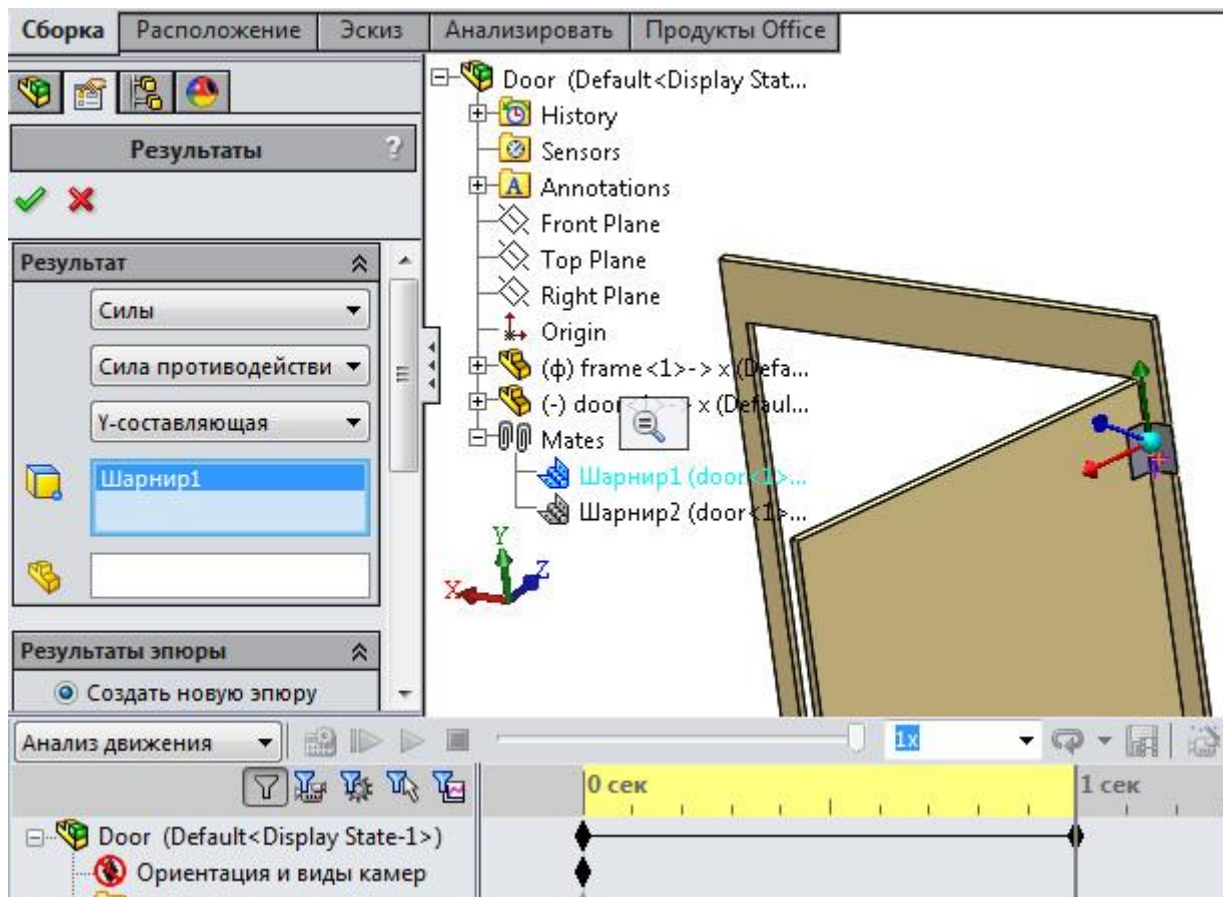 Сборка Расположение Эскиз Анализировать Продукты Office
Результаты ?
Результат
Силы
Сила противодействи
Y-составляющая
Шарнир1
Результаты эпюры
Создать новую эпюру
Door (Default<Display Stat...
History
Sensors
A Annotations
Front Plane
Top Plane
Right Plane
Origin
(ф) frame<1>-> x (Defa...
(-) door<1>-> x (Defaul...
Mates
Шарнир1 (door<1>...
Шарнир2 (door<1>...
Y
X Z
Анализ движения 1x
0 сек 1 сек
Door (Default<Display State-1>)
Ориентация и виды камер